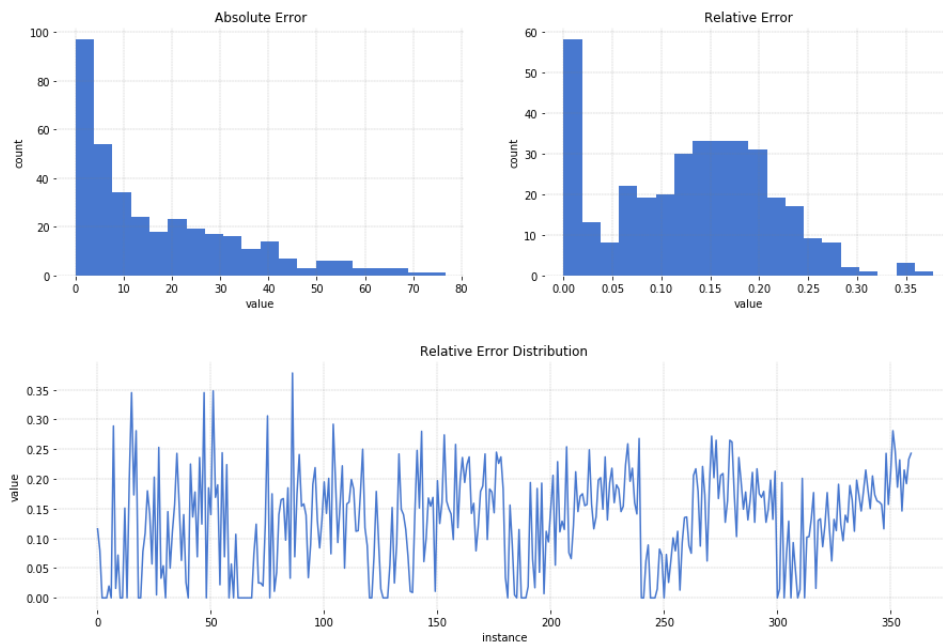 Absolute Error
100
80
60
40
20
0
count
0 10 20 30 40 50 60 70 80
value
Relative Error
60
50
40
30
20
10
0
count
0.00 0.05 0.10 0.15 0.20 0.25 0.30 0.35
value
Relative Error Distribution
0.35
0.30
0.25
0.20
0.15
0.10
0.05
0.00
value
0 50 100 150 200 250 300 350
instance